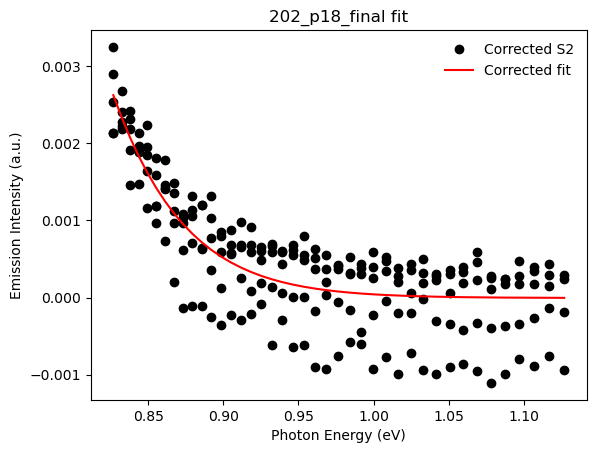 202_p18_final fit
Corrected S2
Corrected fit
Emission Intensity (a.u.)
0.003
0.002
0.001
0.000
−0.001
0.85 0.90 0.95 1.00 1.05 1.10
Photon Energy (eV)